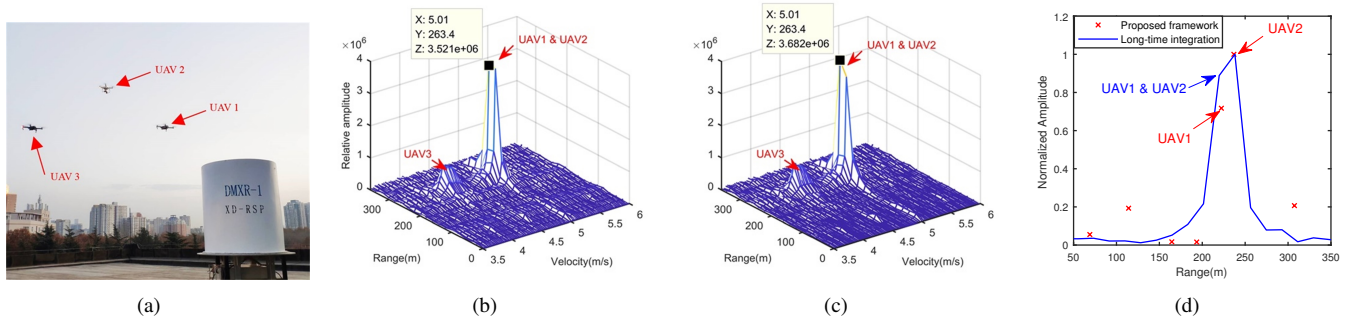 UAV 2
UAV 1
UAV 3
DMXR-1
XD-RSP
(a)
X: 5.01
Y: 263.4
Z: 3.521e+06
UAV1 & UAV2
×10⁶
4
3
2
1
0
Relative amplitude
UAV3
300
200
100
0
Range(m)
3.5
4
4.5
5
5.5
6
Velocity(m/s)
(b)
X: 5.01
Y: 263.4
Z: 3.682e+06
UAV1 & UAV2
×10⁶
4
3
2
1
0
UAV3
300
200
100
0
Range(m)
3.5
4
4.5
5
5.5
6
Velocity(m/s)
(c)
1.2
1
0.8
0.6
0.4
0.2
0
Normalized Amplitude
Proposed framework
Long-time integration
UAV2
UAV1 & UAV2
UAV1
50 100 150 200 250 300 350
Range(m)
(d)